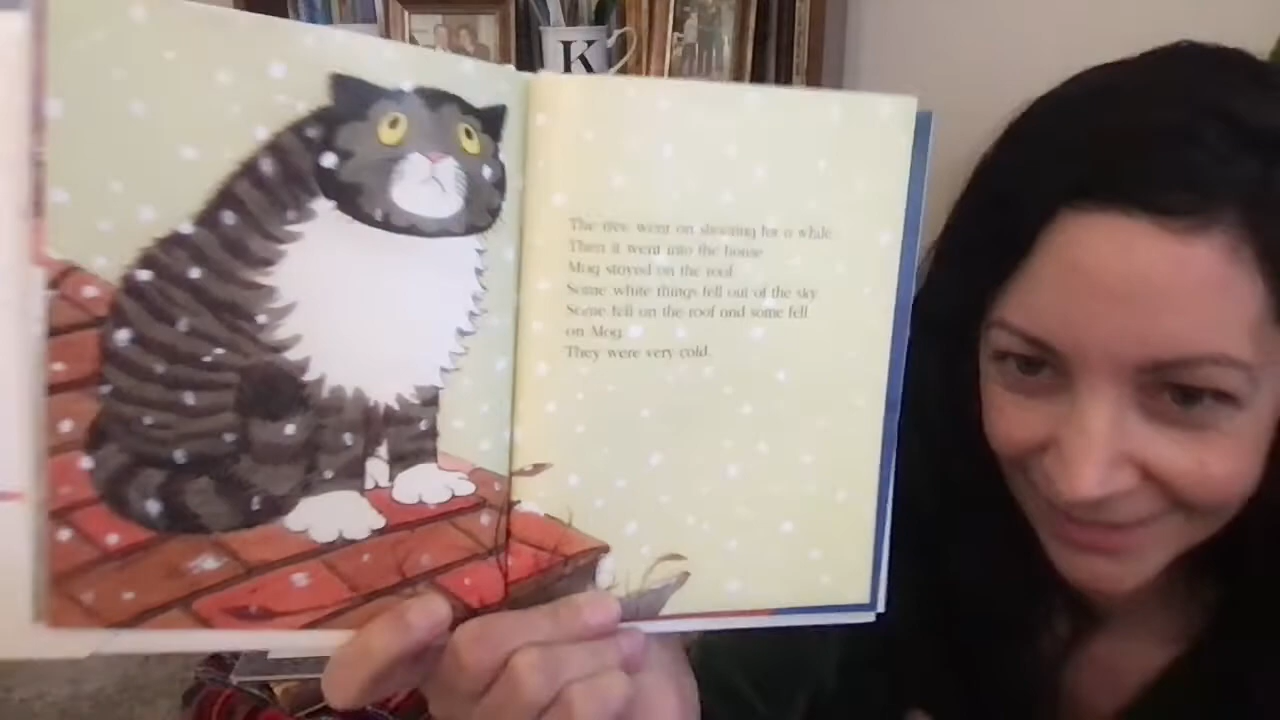 K
The tree went on shouting for a while.
Then it went into the house.
Mog stayed on the roof.
Some white things fell out of the sky.
Some fell on the roof and some fell
on Mog.
They were very cold.